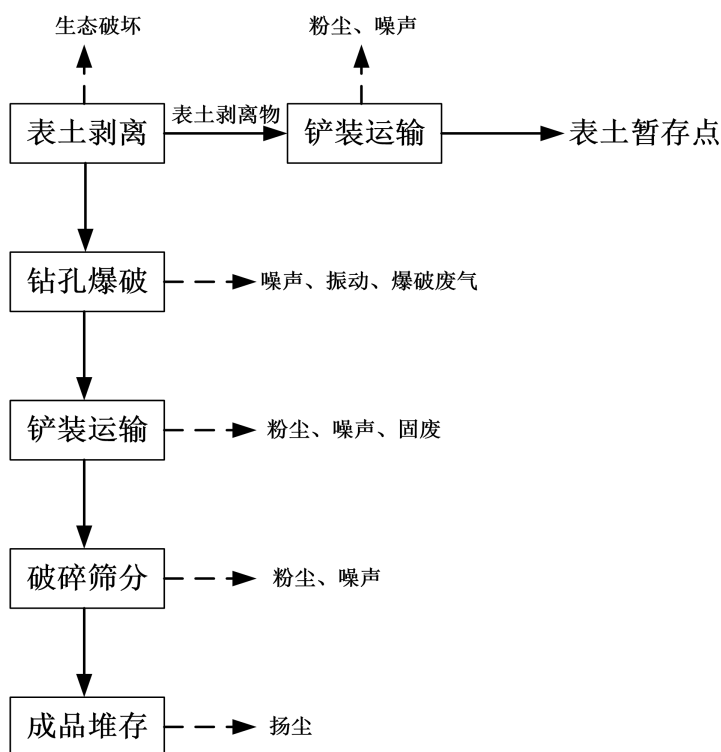 生态破坏
粉尘、噪声
表土剥离
表土剥离物
铲装运输
表土暂存点
钻孔爆破
噪声、振动、爆破废气
铲装运输
粉尘、噪声、固废
破碎筛分
粉尘、噪声
成品堆存
扬尘